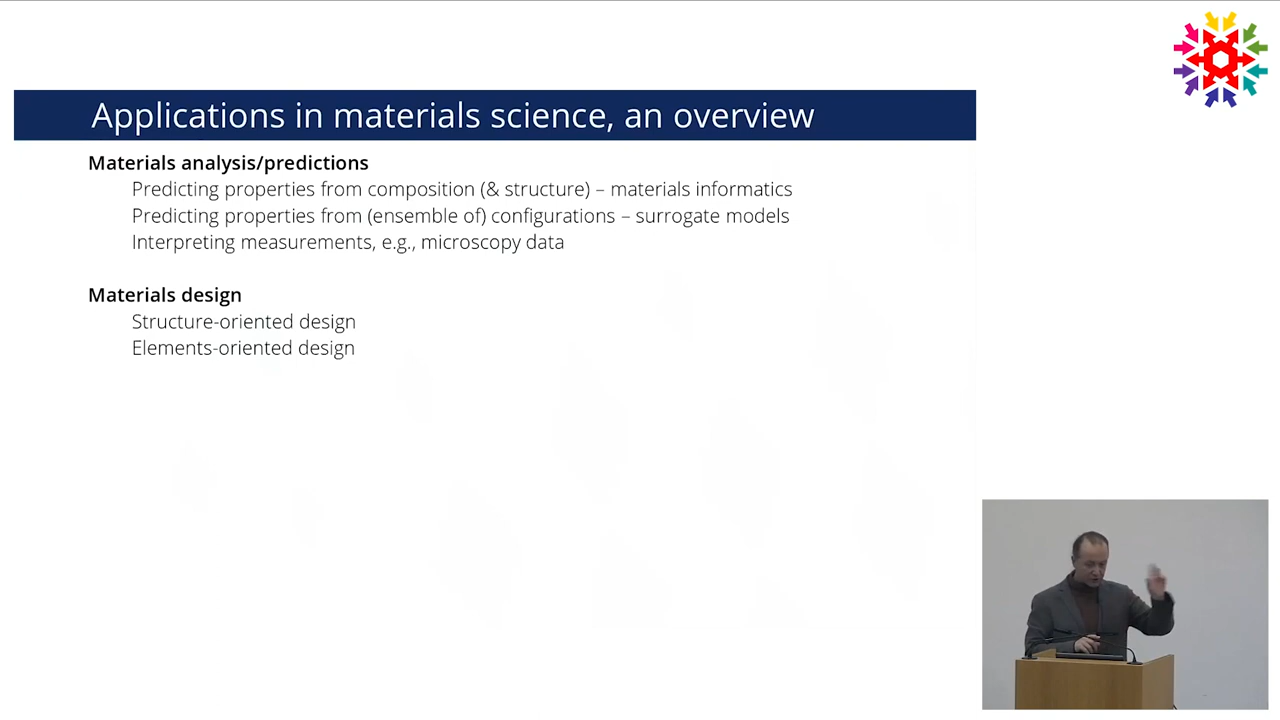 Applications in materials science, an overview
Materials analysis/predictions
Predicting properties from composition (& structure) – materials informatics
Predicting properties from (ensemble of) configurations – surrogate models
Interpreting measurements, e.g., microscopy data
Materials design
Structure-oriented design
Elements-oriented design